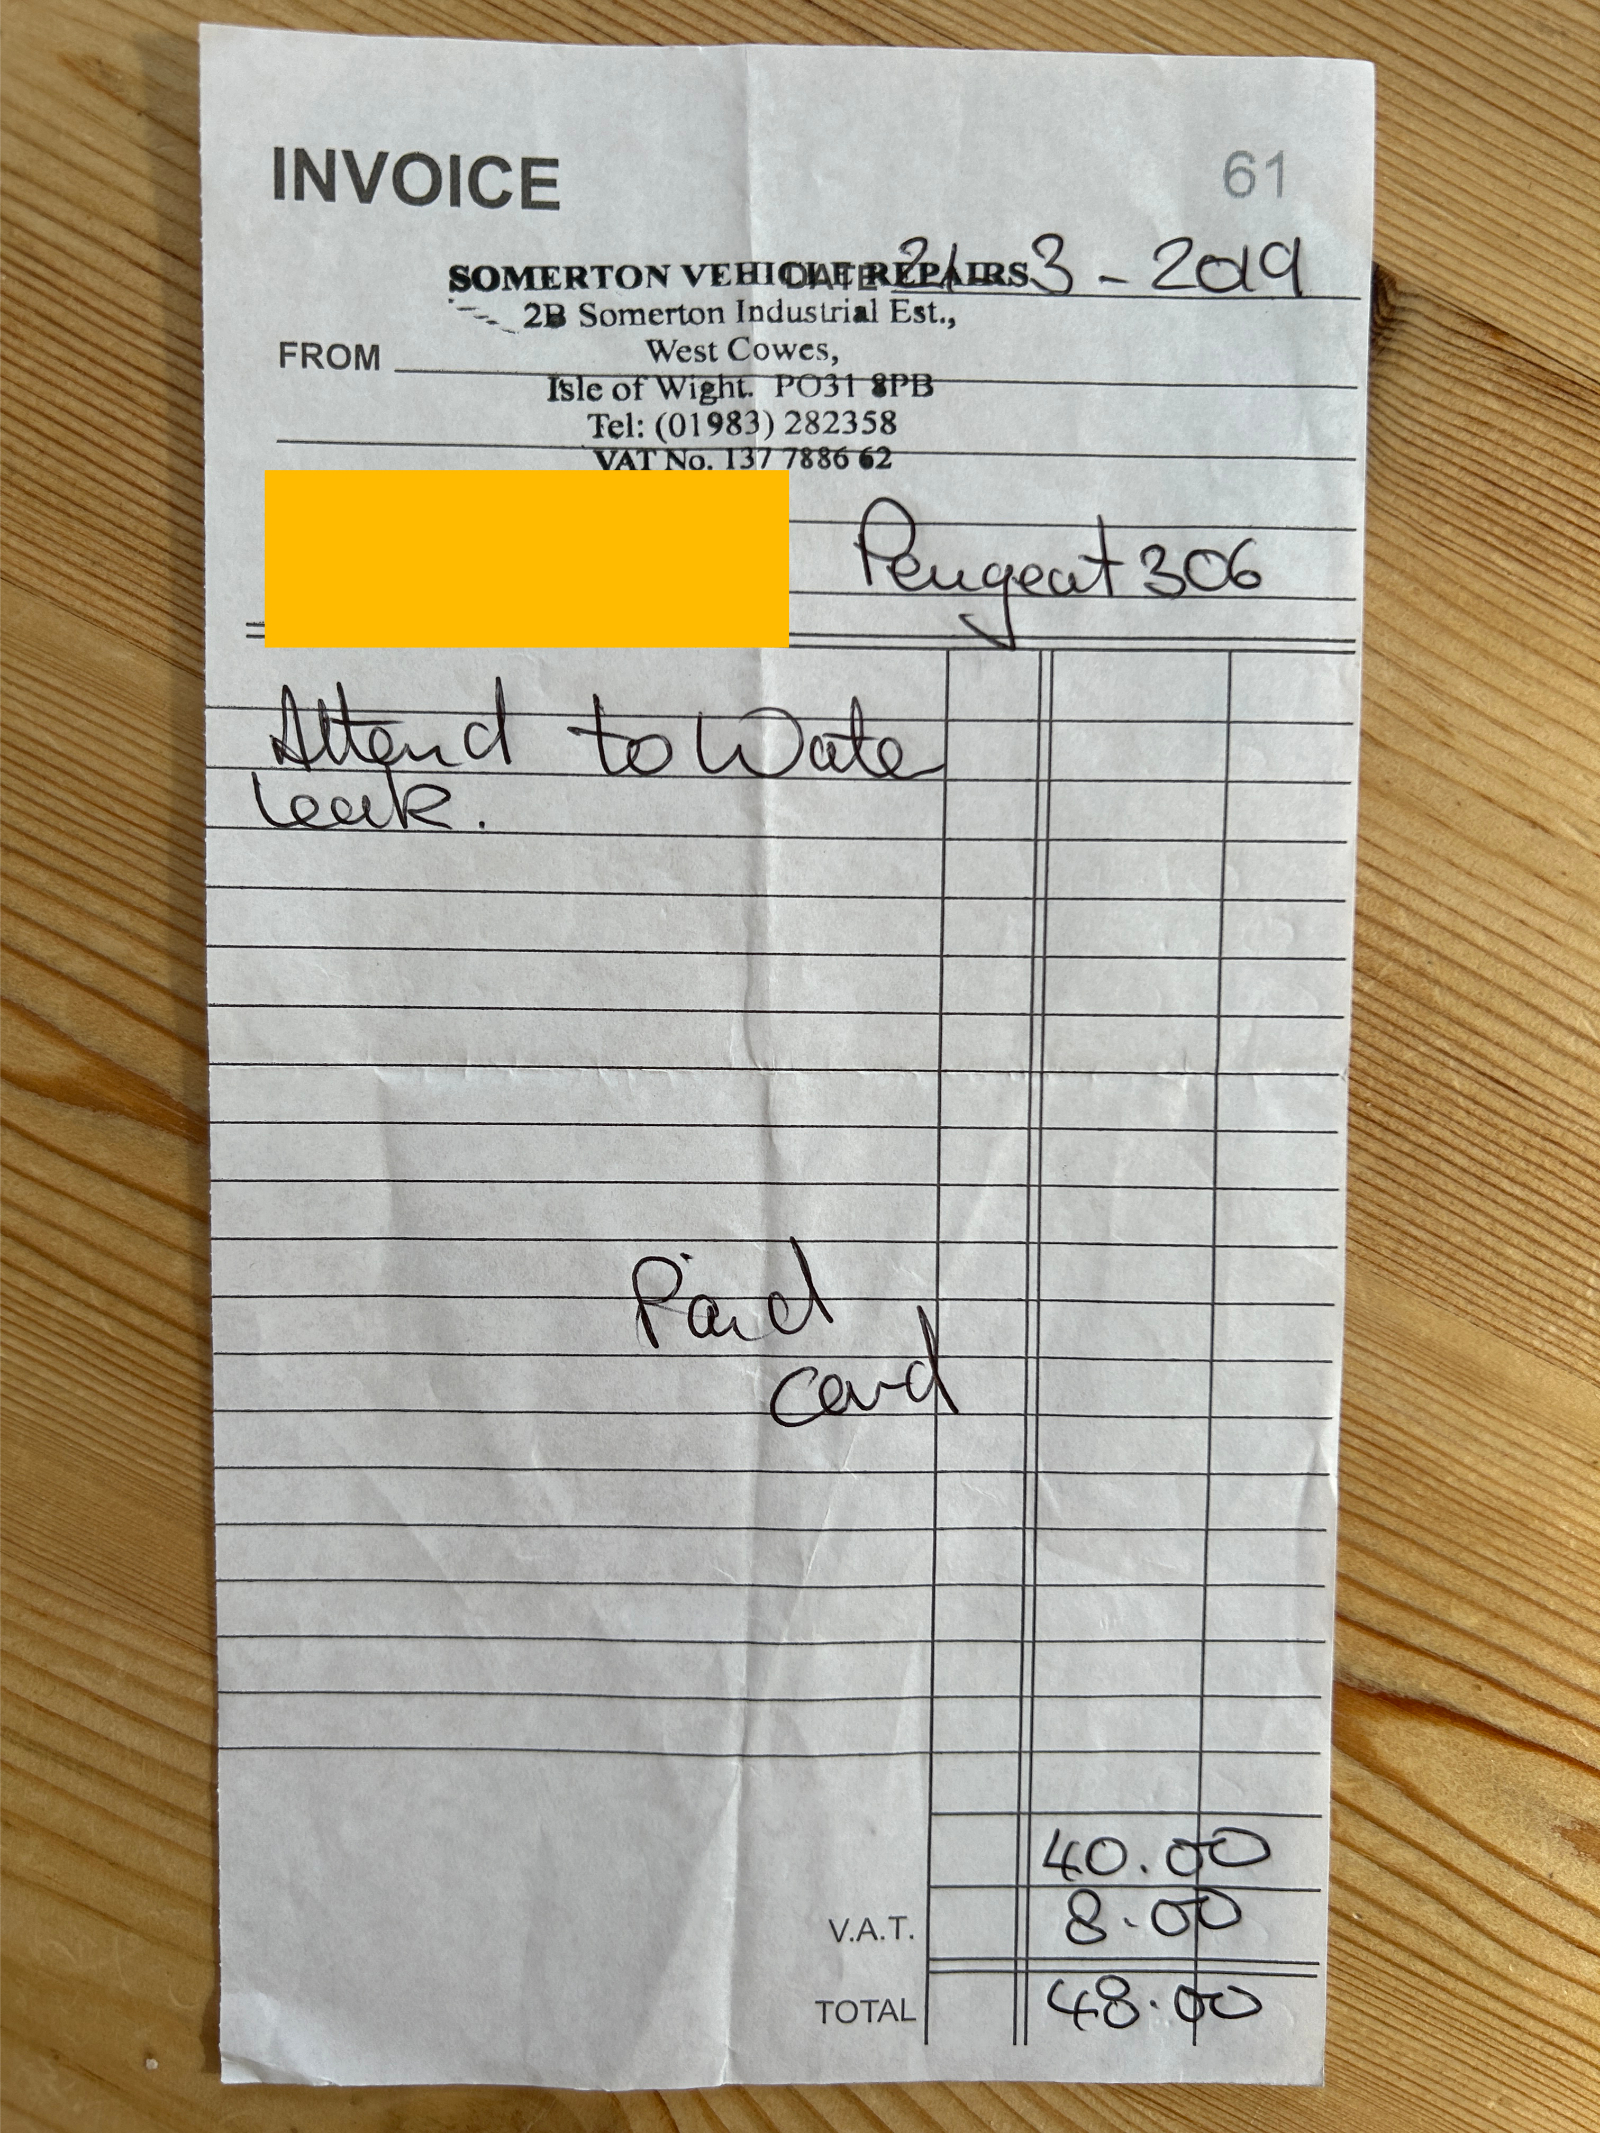 INVOICE 61
SOMERTON VEHICLE REPAIRS
DATE 21-3-2019
2B Somerton Industrial Est.,
FROM West Cowes,
Isle of Wight. PO31 8PB
Tel: (01983) 282358
VAT No. 137 7886 62
Peugeat 306
Attend to Wate
leak.
Paid
card
40.00
V.A.T. 8.00
TOTAL 48.00